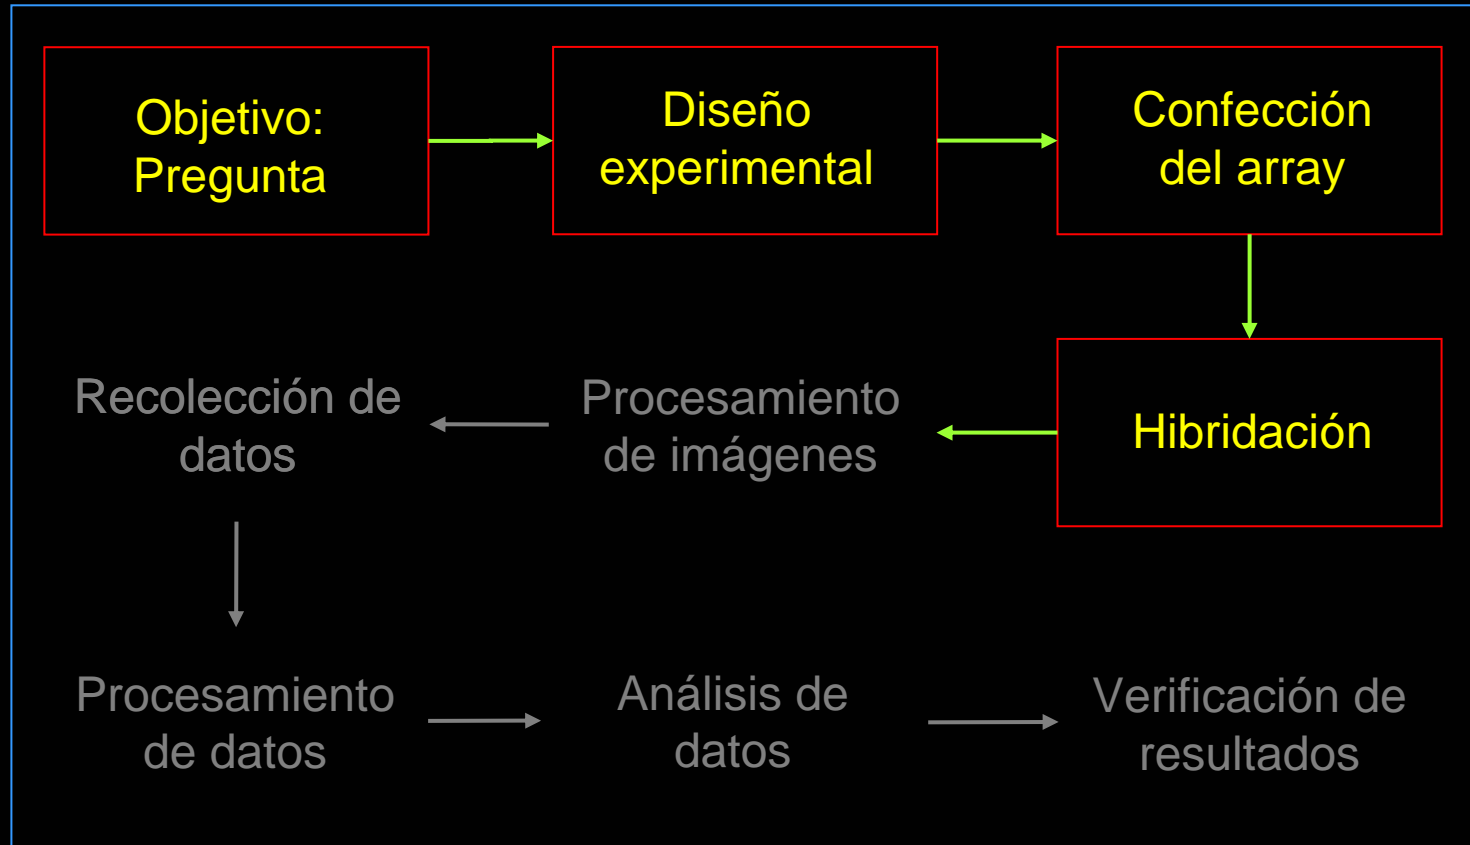 Objetivo:
Pregunta
Diseño
experimental
Confección
del array
Hibridación
Procesamiento
de imágenes
Recolección de
datos
Procesamiento
de datos
Análisis de
datos
Verificación de
resultados